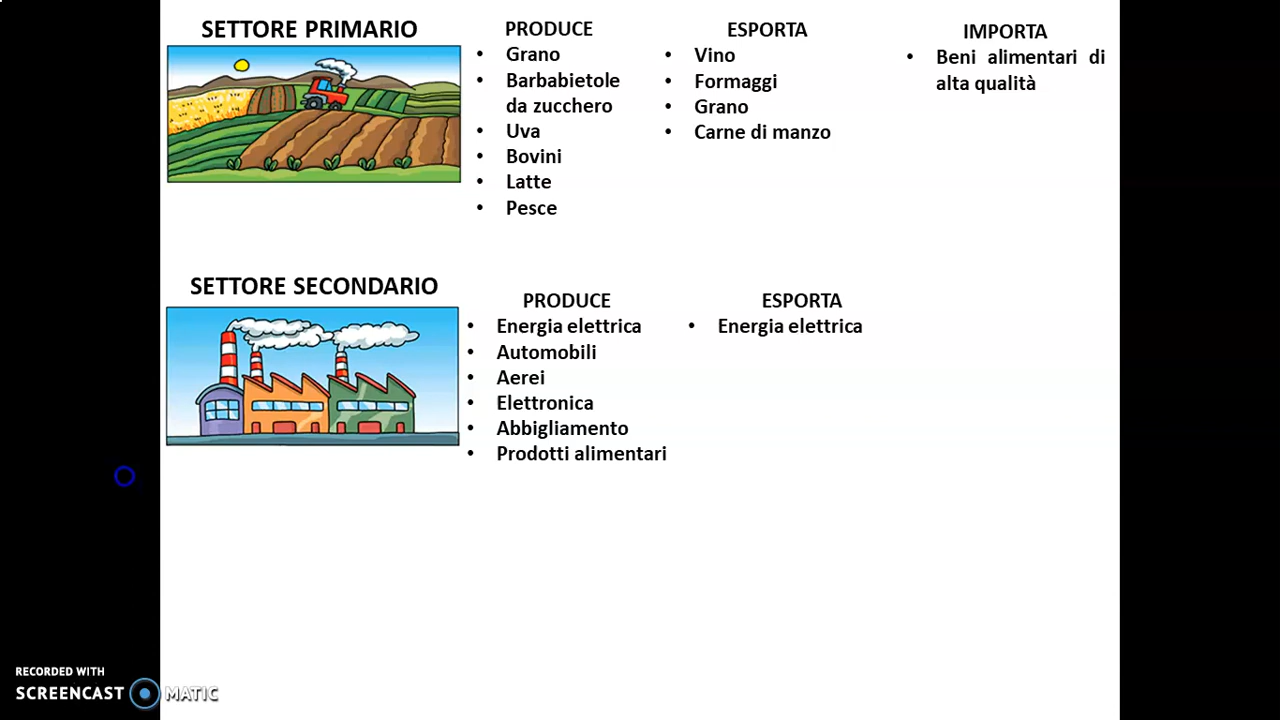 SETTORE PRIMARIO
PRODUCE
• Grano
• Barbabietole
da zucchero
• Uva
• Bovini
• Latte
• Pesce
ESPORTA
• Vino
• Formaggi
• Grano
• Carne di manzo
IMPORTA
• Beni alimentari di
alta qualità
SETTORE SECONDARIO
PRODUCE
• Energia elettrica
• Automobili
• Aerei
• Elettronica
• Abbigliamento
• Prodotti alimentari
ESPORTA
• Energia elettrica
RECORDED WITH
SCREENCAST MATIC